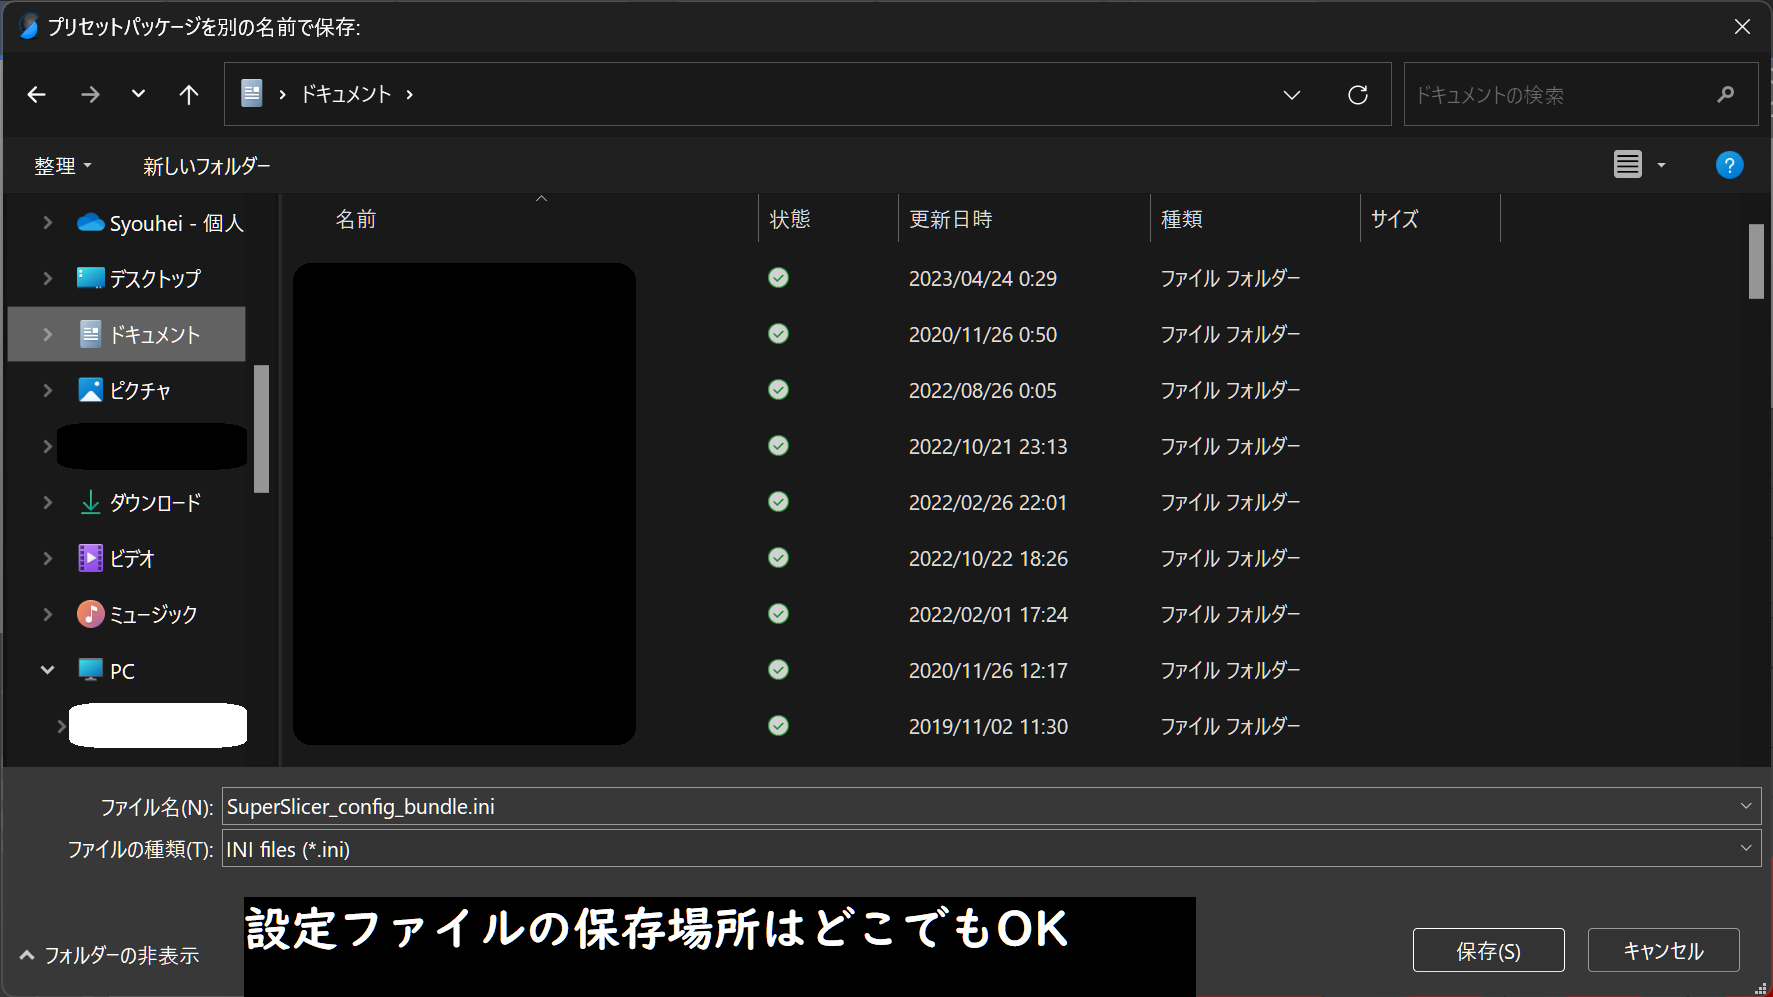 プリセットパッケージを別の名前で保存:
ドキュメント
ドキュメントの検索
整理
新しいフォルダー
名前
状態
更新日時
種類
サイズ
Syouhei - 個人
デスクトップ
ドキュメント
ピクチャ
ダウンロード
ビデオ
ミュージック
PC
2023/04/24 0:29 ファイル フォルダー
2020/11/26 0:50 ファイル フォルダー
2022/08/26 0:05 ファイル フォルダー
2022/10/21 23:13 ファイル フォルダー
2022/02/26 22:01 ファイル フォルダー
2022/10/22 18:26 ファイル フォルダー
2022/02/01 17:24 ファイル フォルダー
2020/11/26 12:17 ファイル フォルダー
2019/11/02 11:30 ファイル フォルダー
ファイル名(N): SuperSlicer_config_bundle.ini
ファイルの種類(T): INI files (*.ini)
設定ファイルの保存場所はどこでもOK
フォルダーの非表示
保存(S)
キャンセル